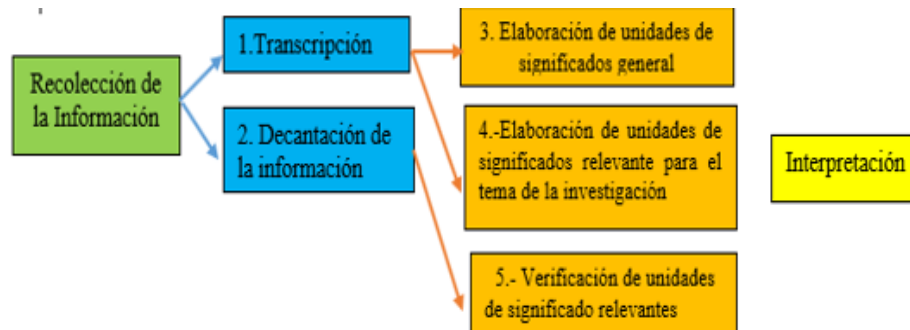 Recolección de
la Información
1.Transcripción
2. Decantación de
la información
3. Elaboración de unidades de
significados general
4.-Elaboración de unidades de
significados relevante para el
tema de la investigación
5.- Verificación de unidades
de significado relevantes
Interpretación